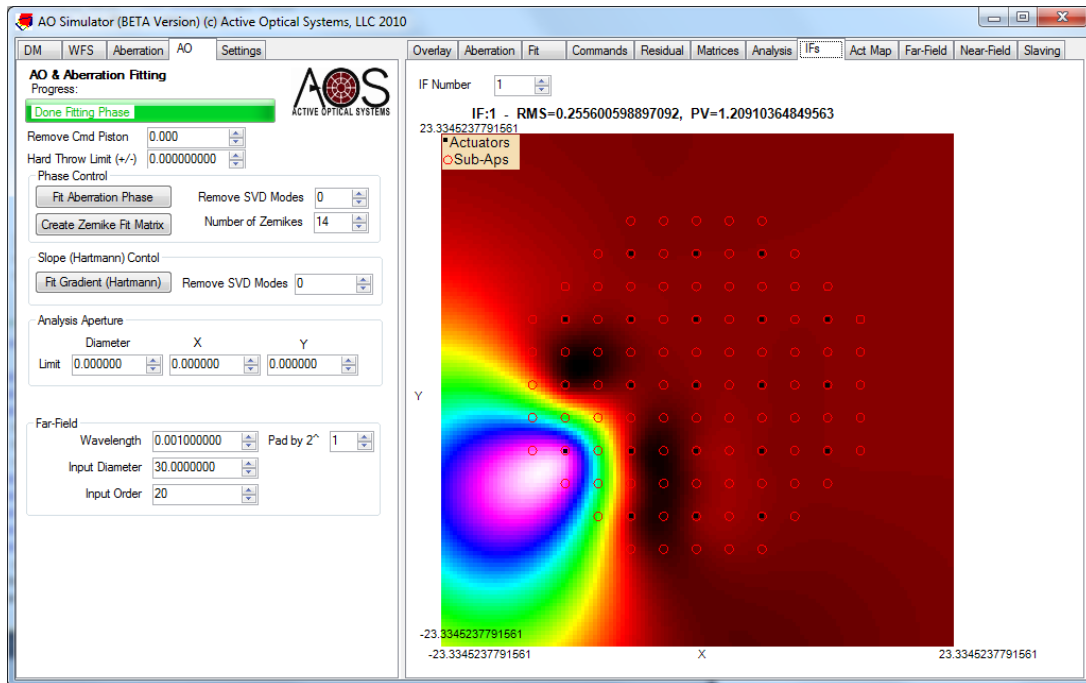 AO Simulator (BETA Version) (c) Active Optical Systems, LLC 2010
DM WFS Aberration AO Settings
Overlay Aberration Fit Commands Residual Matrices Analysis IFs Act Map Far-Field Near-Field Slaving
AO & Aberration Fitting
Progress:
Done Fitting Phase
AOS
ACTIVE OPTICAL SYSTEMS
Remove Cmd Piston 0.000
Hard Throw Limit (+/-) 0.000000000
Phase Control
Fit Aberration Phase Remove SVD Modes 0
Create Zernike Fit Matrix Number of Zernikes 14
Slope (Hartmann) Contol
Fit Gradient (Hartmann) Remove SVD Modes 0
Analysis Aperture
Diameter X Y
Limit 0.000000 0.000000 0.000000
Far-Field
Wavelength 0.001000000 Pad by 2^ 1
Input Diameter 30.0000000
Input Order 20
IF Number 1
IF:1 - RMS=0.255600598897092, PV=1.20910364849563
23.3345237791561
Actuators
Sub-Aps
Y
-23.3345237791561
-23.3345237791561 X 23.3345237791561